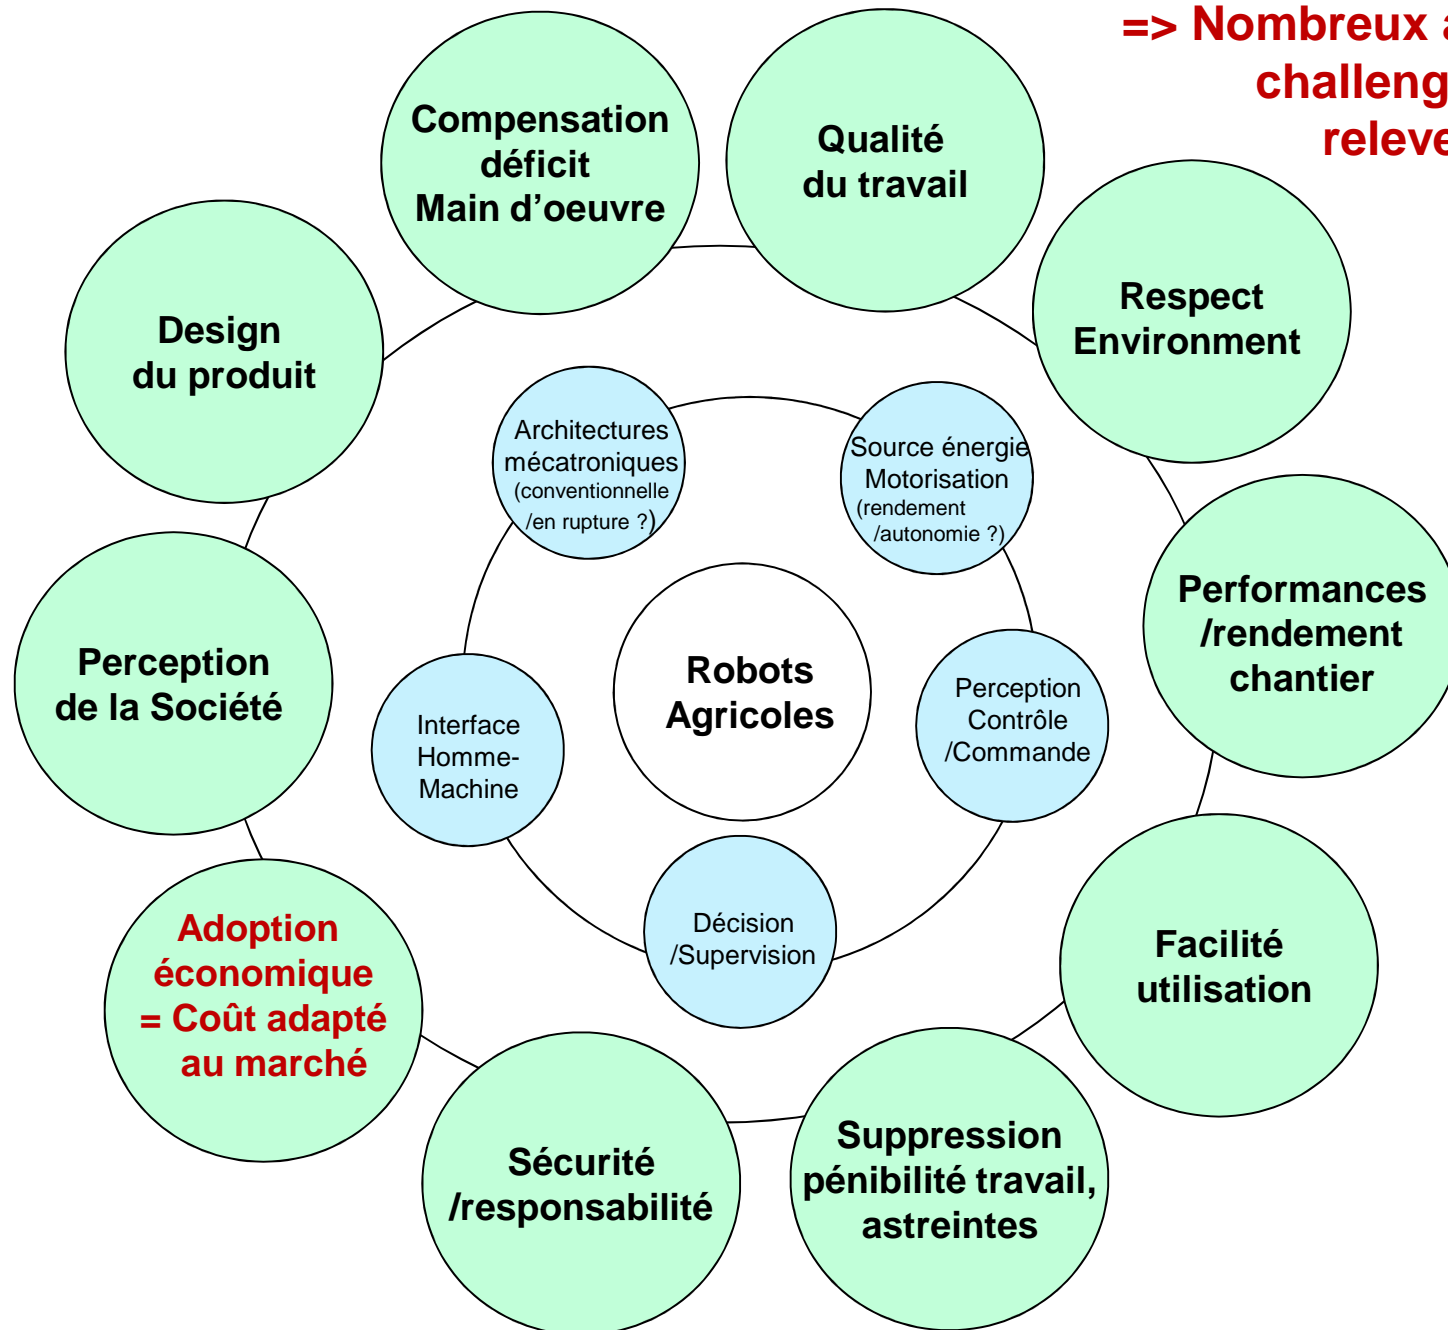 => Nombreux
challeng
releve
Compensation
déficit
Main d'oeuvre
Qualité
du travail
Respect
Environment
Design
du produit
Architectures
mécatroniques
(conventionnelle
/en rupture ?)
Source énergie
Motorisation
(rendement
/autonomie ?)
Performances
/rendement
chantier
Perception
de la Société
Robots
Agricoles
Interface
Homme-
Machine
Perception
Contrôle
/Commande
Décision
/Supervision
Facilité
utilisation
Adoption
économique
= Coût adapté
au marché
Sécurité
/responsabilité
Suppression
pénibilité travail,
astreintes